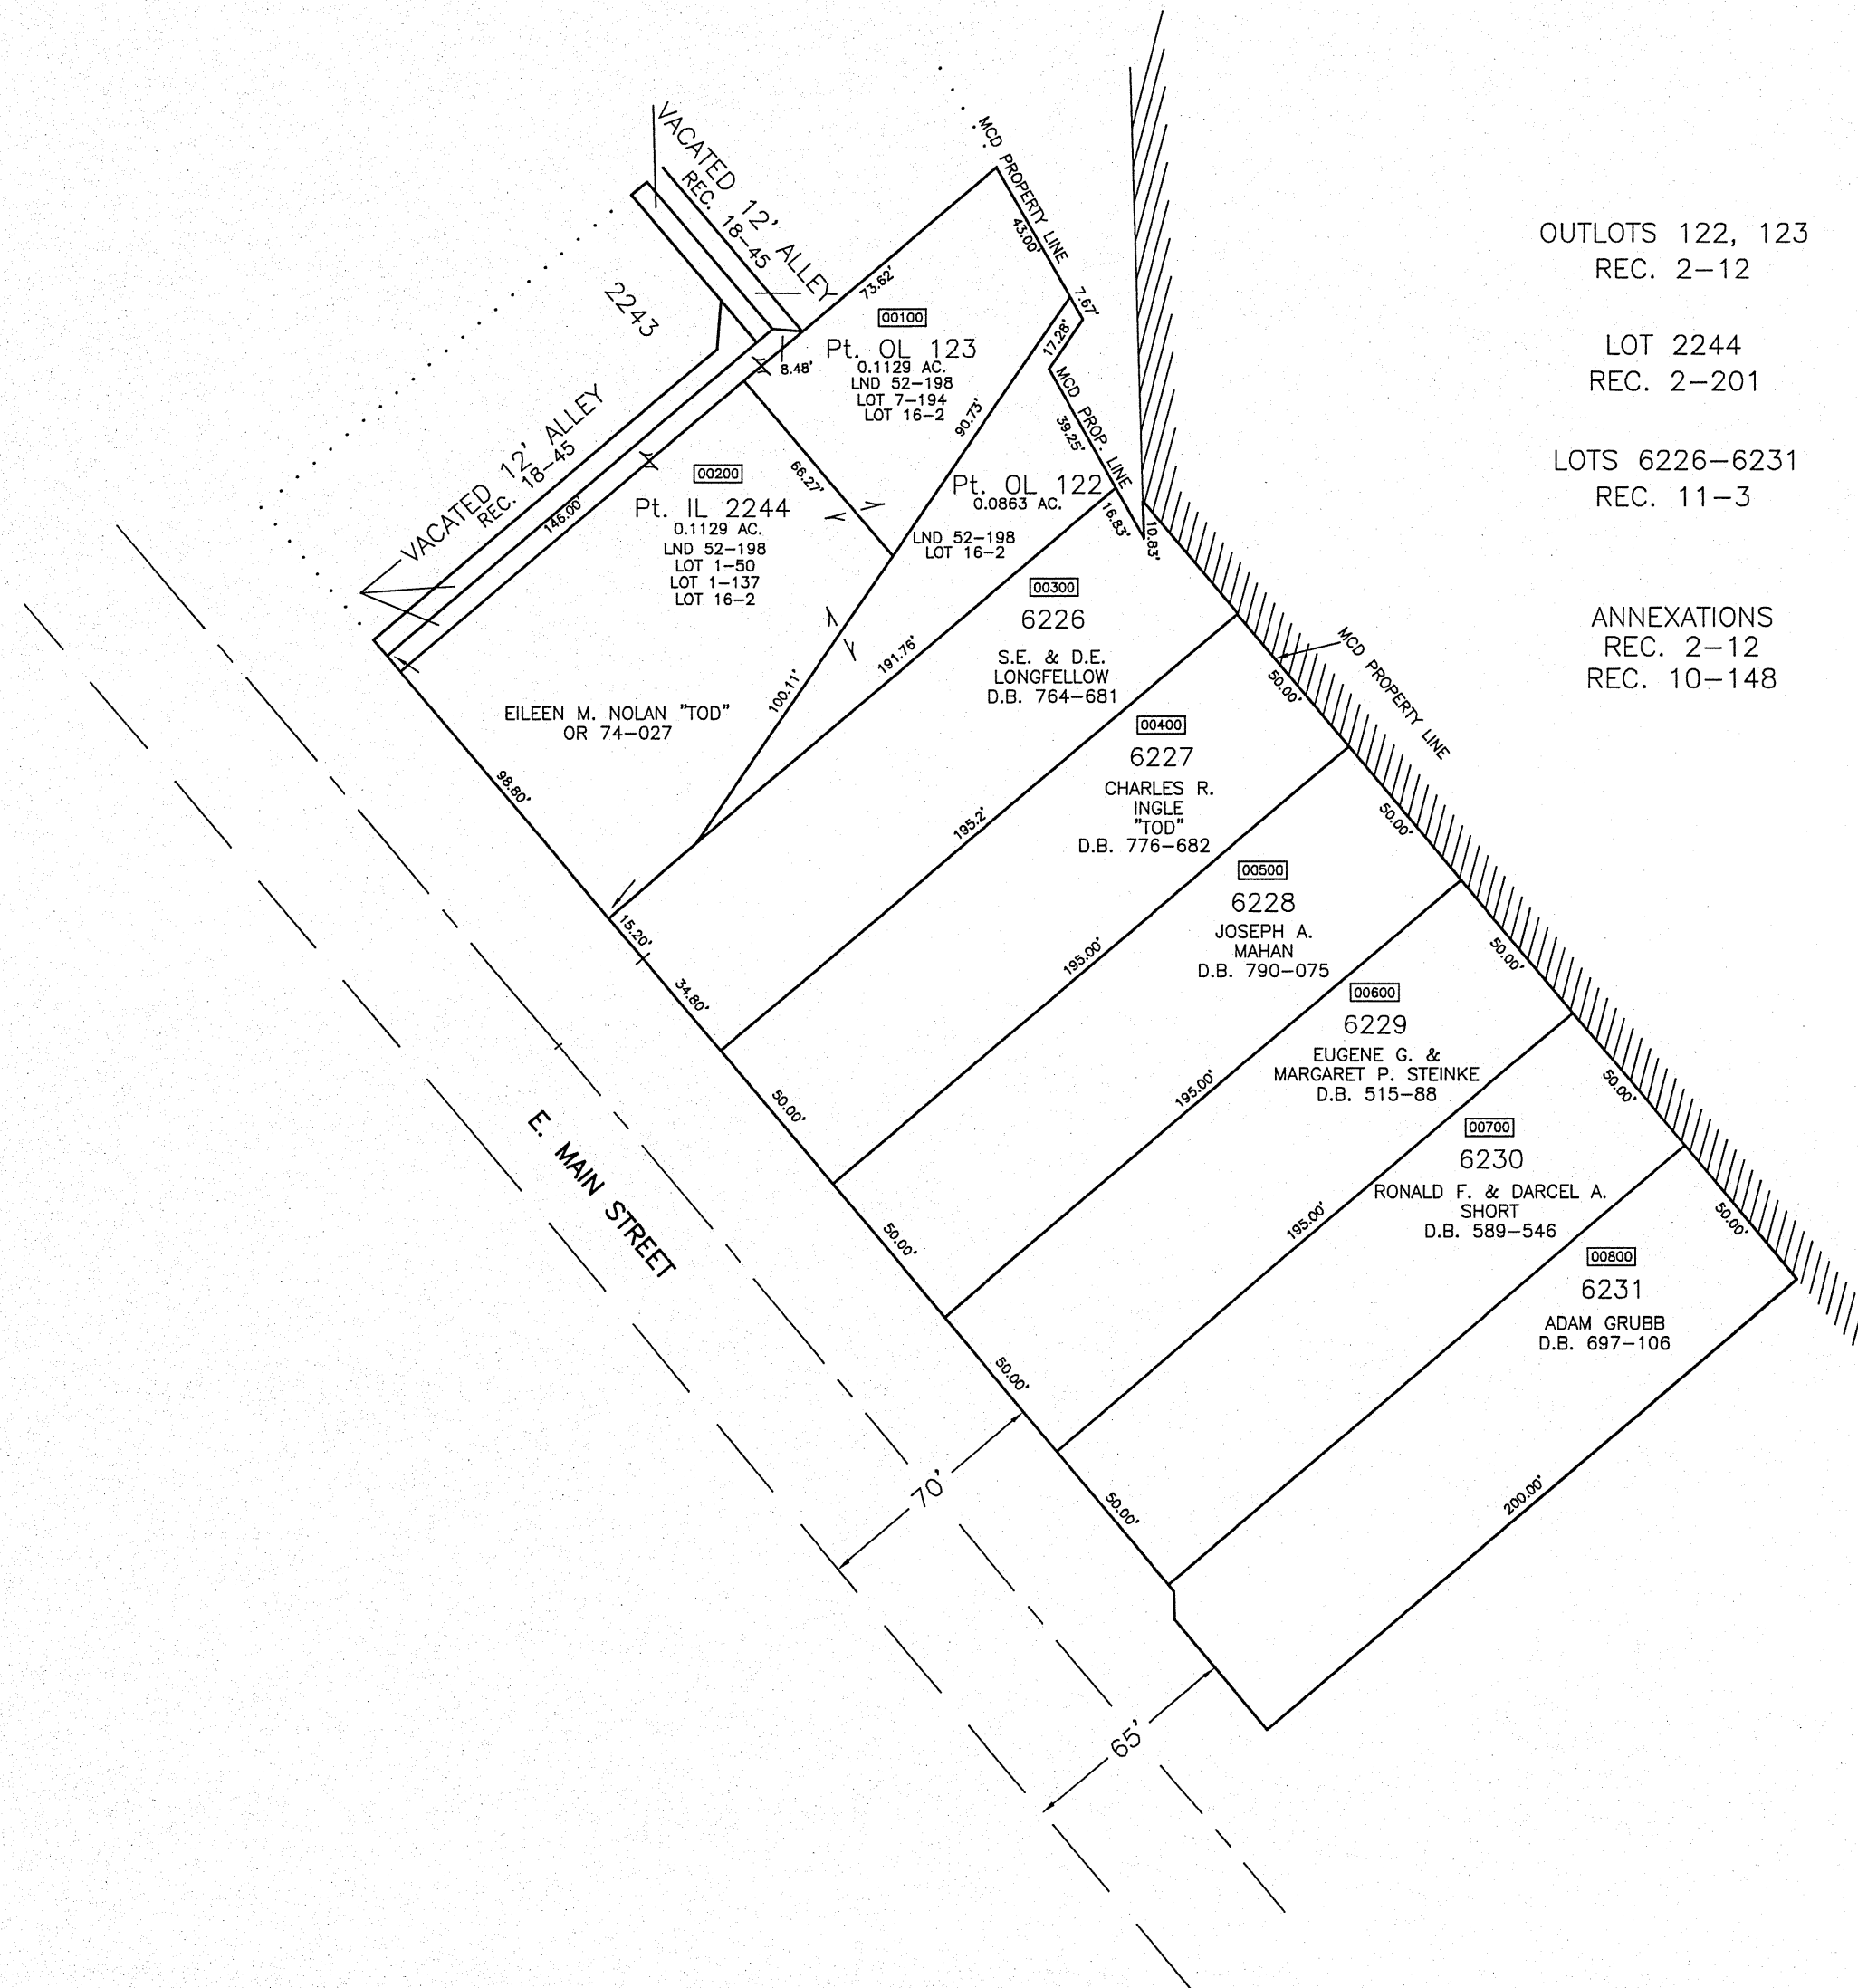 VACATED 12' ALLEY
REC. 18-45
MCD PROPERTY LINE
43.00'
7.67'
17.28'
73.62'
2243
00100
Pt. OL 123
0.1129 AC.
LND 52-198
LOT 7-194
LOT 16-2
8.48'
90.73'
MCD PROP. LINE
39.25'
VACATED 12' ALLEY
REC. 18-45
146.00'
00200
Pt. IL 2244
0.1129 AC.
LND 52-198
LOT 1-50
LOT 1-137
LOT 16-2
66.27'
Pt. OL 122
0.0863 AC.
LND 52-198
LOT 16-2
16.83'
10.83'
EILEEN M. NOLAN "TOD"
OR 74-027
98.80'
100.11'
191.76'
00300
6226
S.E. & D.E.
LONGFELLOW
D.B. 764-681
MCD PROPERTY LINE
50.00'
15.20'
34.80'
195.2'
00400
6227
CHARLES R.
INGLE
"TOD"
D.B. 776-682
50.00'
50.00'
195.00'
00500
6228
JOSEPH A.
MAHAN
D.B. 790-075
50.00'
50.00'
195.00'
00600
6229
EUGENE G. &
MARGARET P. STEINKE
D.B. 515-88
50.00'
50.00'
195.00'
00700
6230
RONALD F. & DARCEL A.
SHORT
D.B. 589-546
50.00'
50.00'
00800
6231
ADAM GRUBB
D.B. 697-106
200.00'
E. MAIN STREET
70'
65'
OUTLOTS 122, 123
REC. 2-12
LOT 2244
REC. 2-201
LOTS 6226-6231
REC. 11-3
ANNEXATIONS
REC. 2-12
REC. 10-148